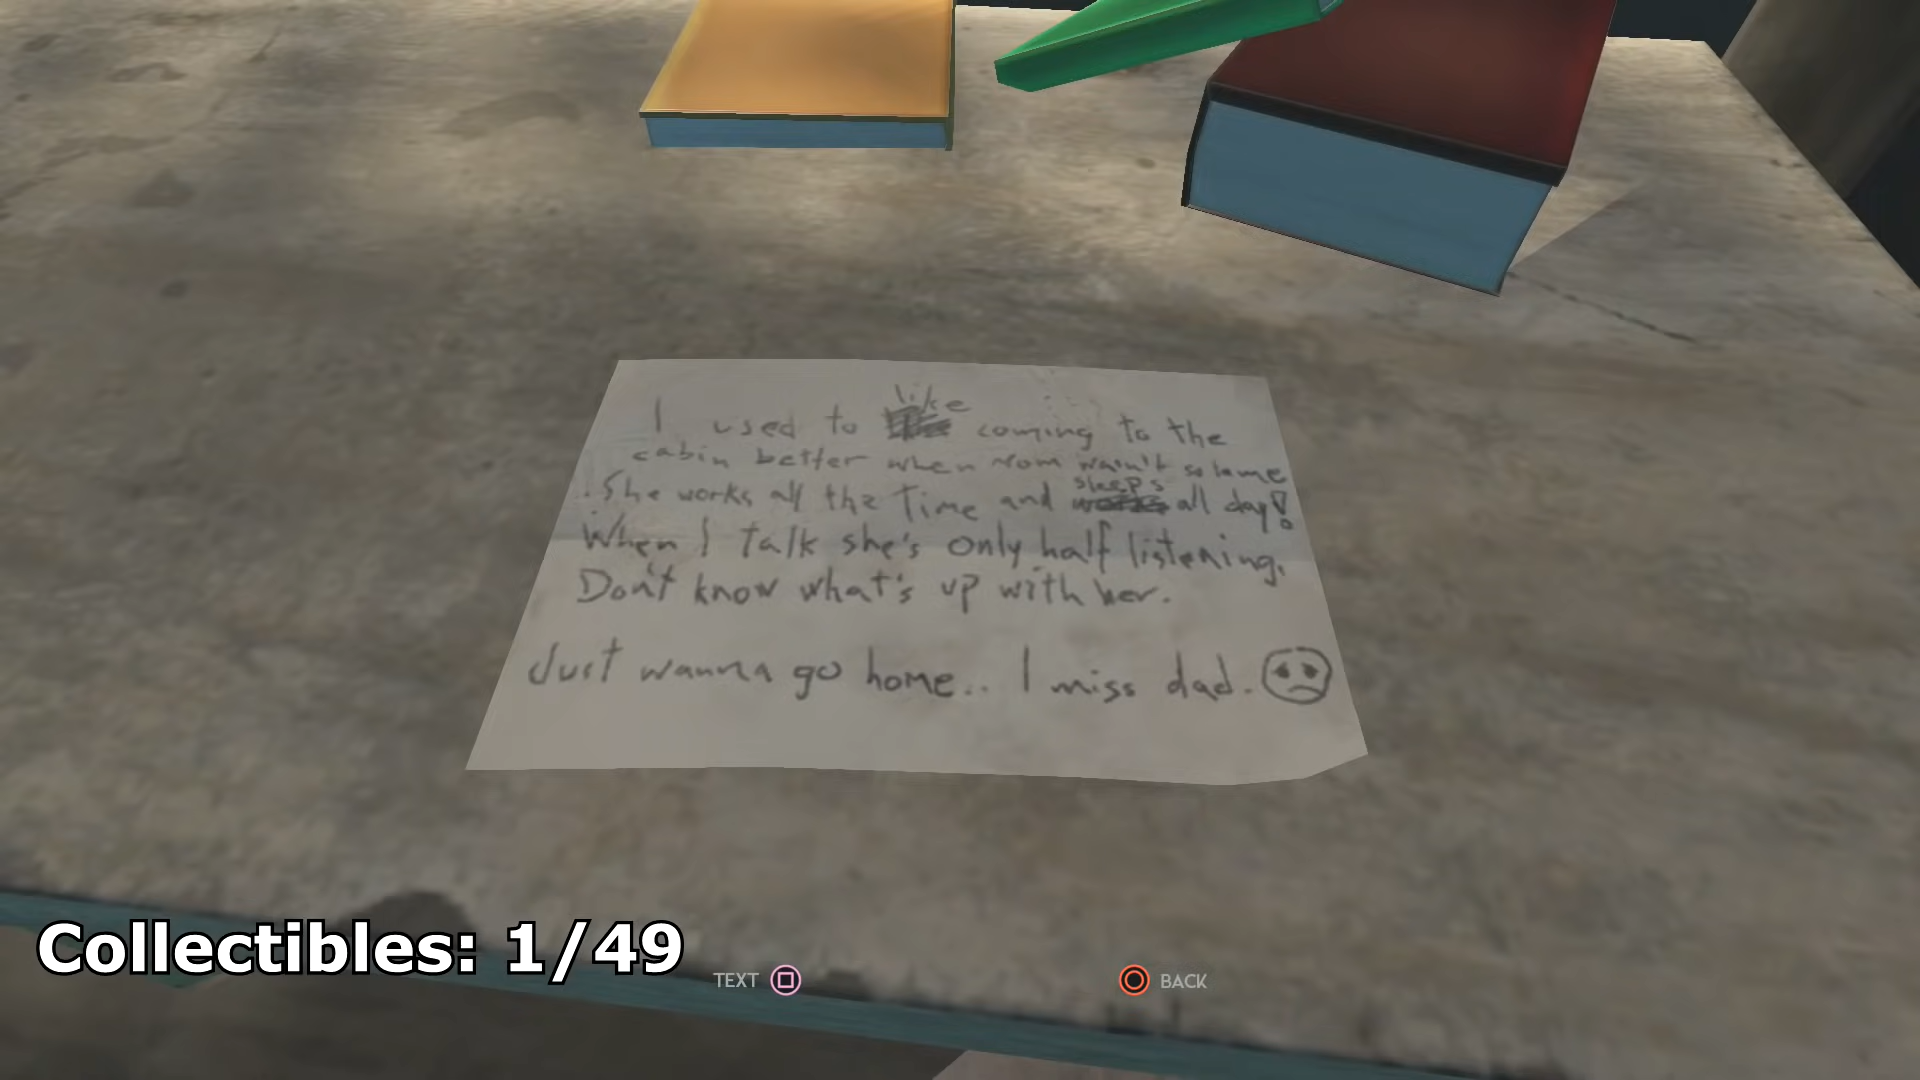 like
I used to coming to the
cabin better when Mom wasn't so lame
. She works all the Time and sleeps all day!
When I talk she's only half listening.
Don't know what's up with her.
Just wanna go home.. I miss dad.
Collectibles: 1/49
TEXT
BACK